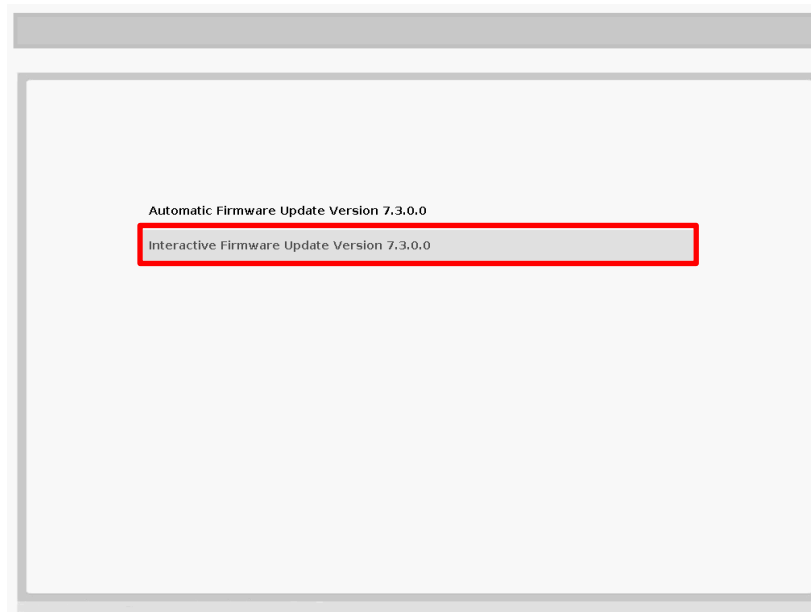 Automatic Firmware Update Version 7.3.0.0
Interactive Firmware Update Version 7.3.0.0